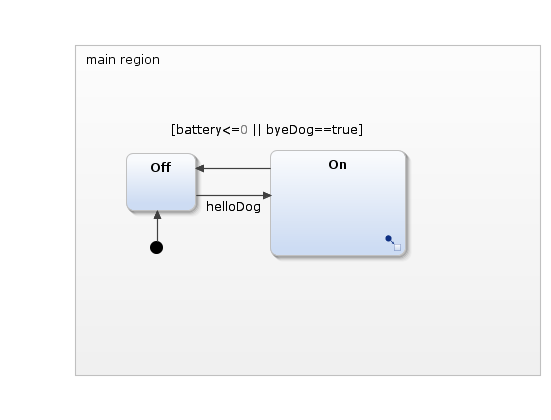 main region
[battery<=0 || byeDog==true]
Off
On
helloDog